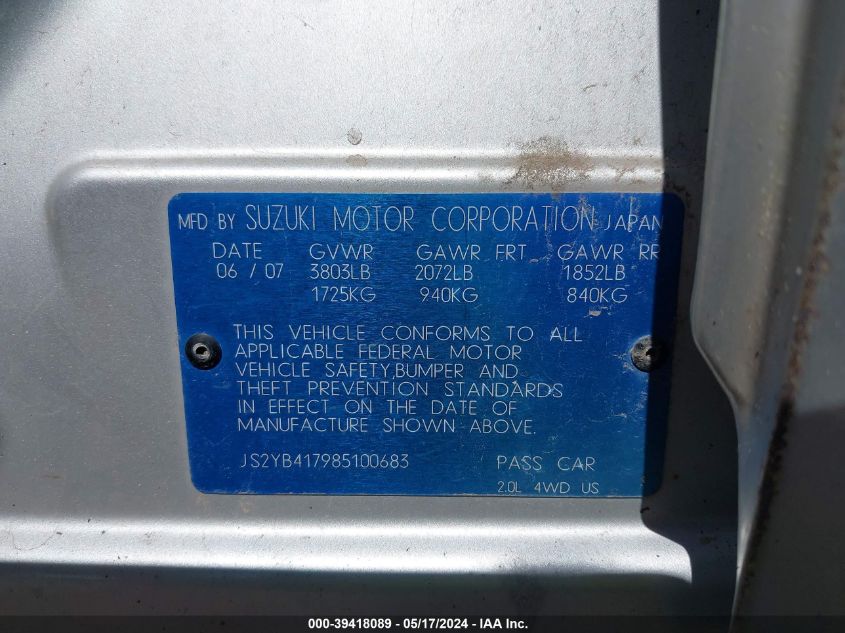 MFD BY SUZUKI MOTOR CORPORATION JAPAN
DATE GVWR GAWR FRT GAWR RR
06 / 07 3803LB 2072LB 1852LB
1725KG 940KG 840KG
THIS VEHICLE CONFORMS TO ALL
APPLICABLE FEDERAL MOTOR
VEHICLE SAFETY,BUMPER AND
THEFT PREVENTION STANDARDS
IN EFFECT ON THE DATE OF
MANUFACTURE SHOWN ABOVE.
JS2YB417985100683 PASS CAR
2.0L 4WD US
000-39418089 - 05/17/2024 - IAA Inc.